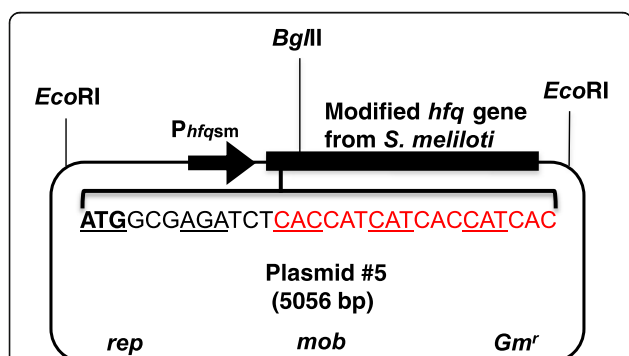 BglII
EcoRI
EcoRI
Phfqsm
Modified hfq gene
from S. meliloti
ATGGCGAGATCTCACCATCATCACCATCAC
Plasmid #5
(5056 bp)
rep mob Gmr